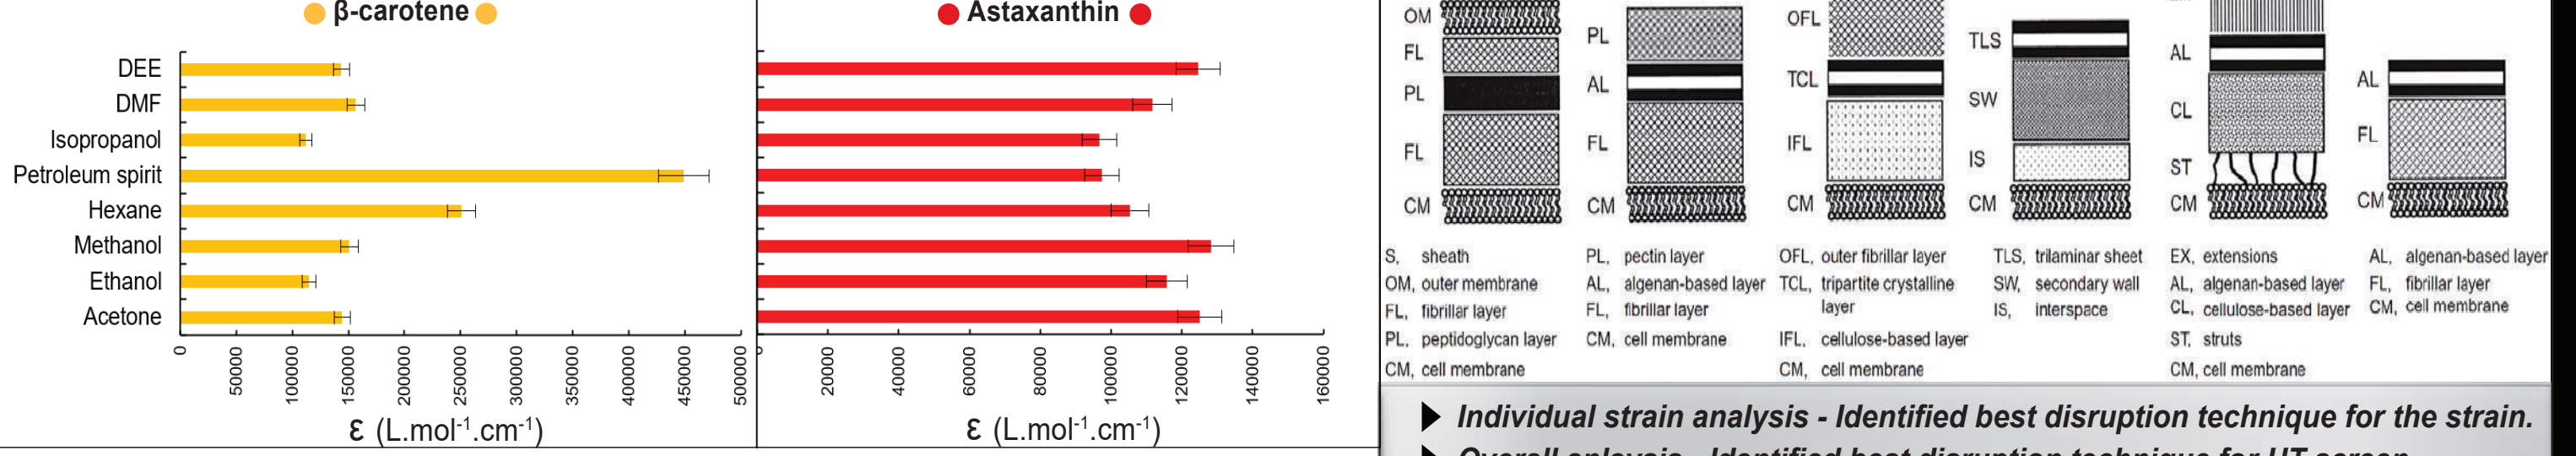 β-carotene
DEE
DMF
Isopropanol
Petroleum spirit
Hexane
Methanol
Ethanol
Acetone
0 50000 100000 150000 200000 250000 300000 350000 400000 450000 500000
ε (L.mol-1.cm-1)
Astaxanthin
0 20000 40000 60000 80000 100000 120000 140000 160000
ε (L.mol-1.cm-1)
OM
FL
PL
FL
CM
S, sheath
OM, outer membrane
FL, fibrillar layer
PL, peptidoglycan layer
CM, cell membrane
PL
AL
FL
CM
PL, pectin layer
AL, algenan-based layer
FL, fibrillar layer
CM, cell membrane
OFL
TCL
IFL
CM
OFL, outer fibrillar layer
TCL, tripartite crystalline
layer
IFL, cellulose-based layer
CM, cell membrane
TLS
SW
IS
CM
TLS, trilaminar sheet
SW, secondary wall
IS, interspace
AL
CL
ST
CM
EX, extensions
AL, algenan-based layer
CL, cellulose-based layer
ST, struts
CM, cell membrane
AL
FL
CM
AL, algenan-based layer
FL, fibrillar layer
CM, cell membrane
Individual strain analysis - Identified best disruption technique for the strain.